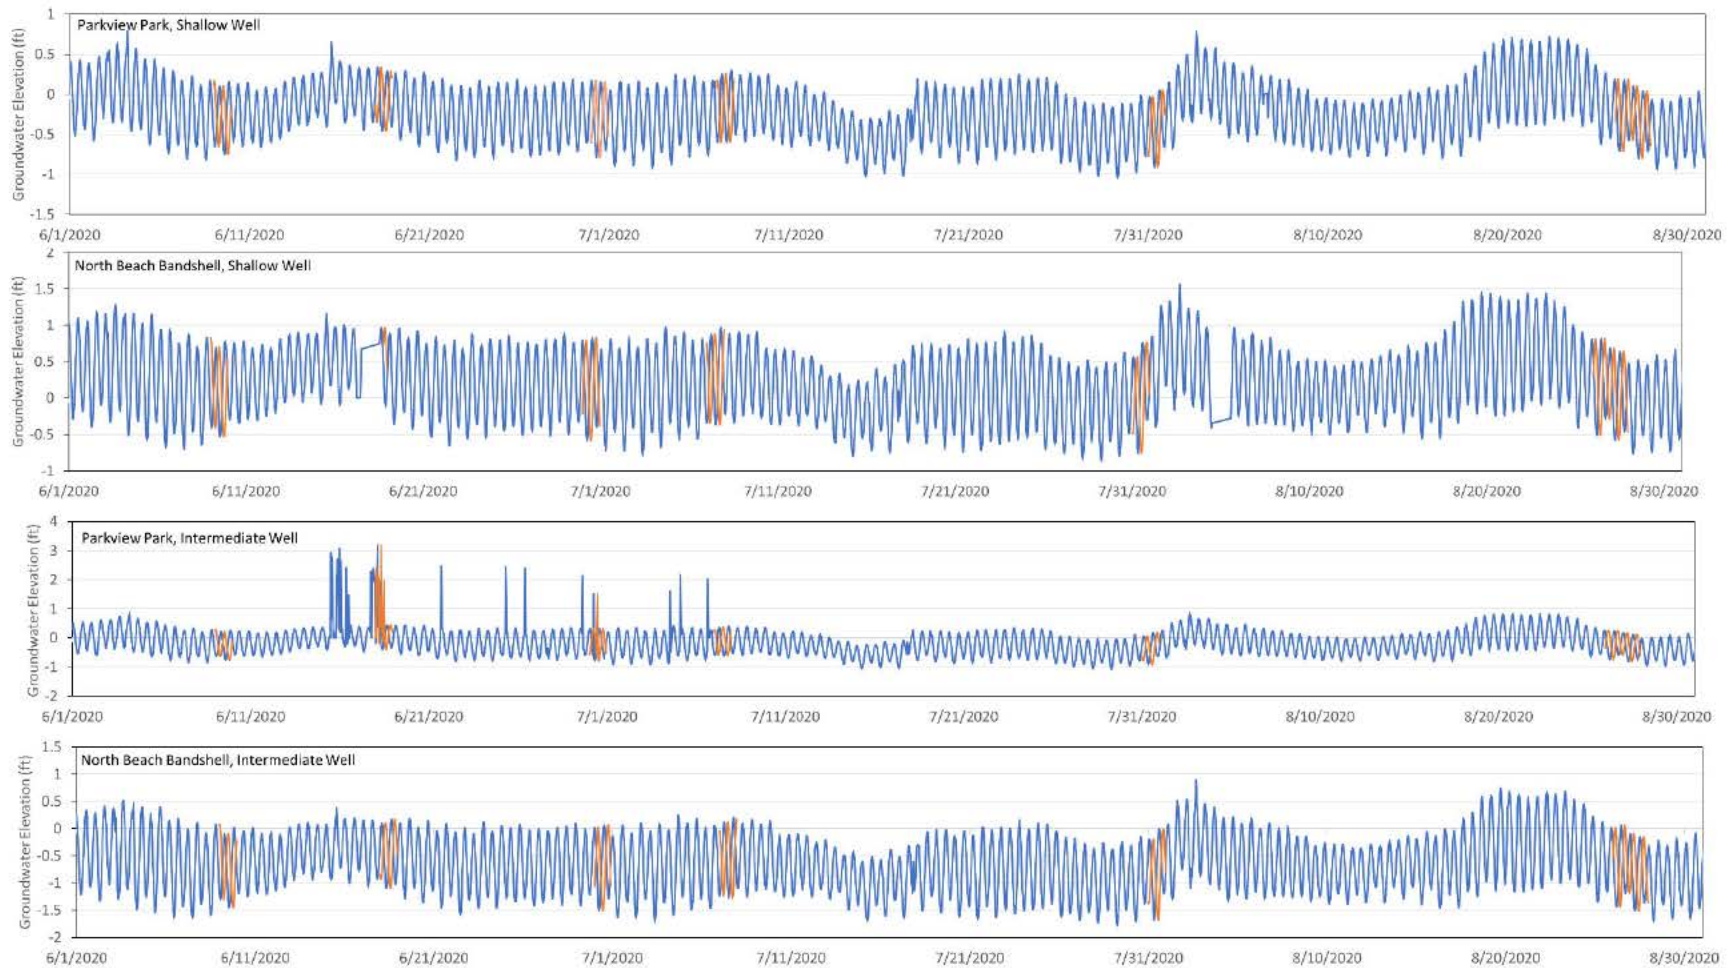 Parkview Park, Shallow Well
Groundwater Elevation (ft)
1
0.5
0
-0.5
-1
-1.5
6/1/2020 6/11/2020 6/21/2020 7/1/2020 7/11/2020 7/21/2020 7/31/2020 8/10/2020 8/20/2020 8/30/2020
North Beach Bandshell, Shallow Well
Groundwater Elevation (ft)
2
1.5
1
0.5
0
-0.5
-1
6/1/2020 6/11/2020 6/21/2020 7/1/2020 7/11/2020 7/21/2020 7/31/2020 8/10/2020 8/20/2020 8/30/2020
Parkview Park, Intermediate Well
Groundwater Elevation (ft)
4
3
2
1
0
-1
-2
6/1/2020 6/11/2020 6/21/2020 7/1/2020 7/11/2020 7/21/2020 7/31/2020 8/10/2020 8/20/2020 8/30/2020
North Beach Bandshell, Intermediate Well
Groundwater Elevation (ft)
1.5
1
0.5
0
-0.5
-1
-1.5
-2
6/1/2020 6/11/2020 6/21/2020 7/1/2020 7/11/2020 7/21/2020 7/31/2020 8/10/2020 8/20/2020 8/30/2020